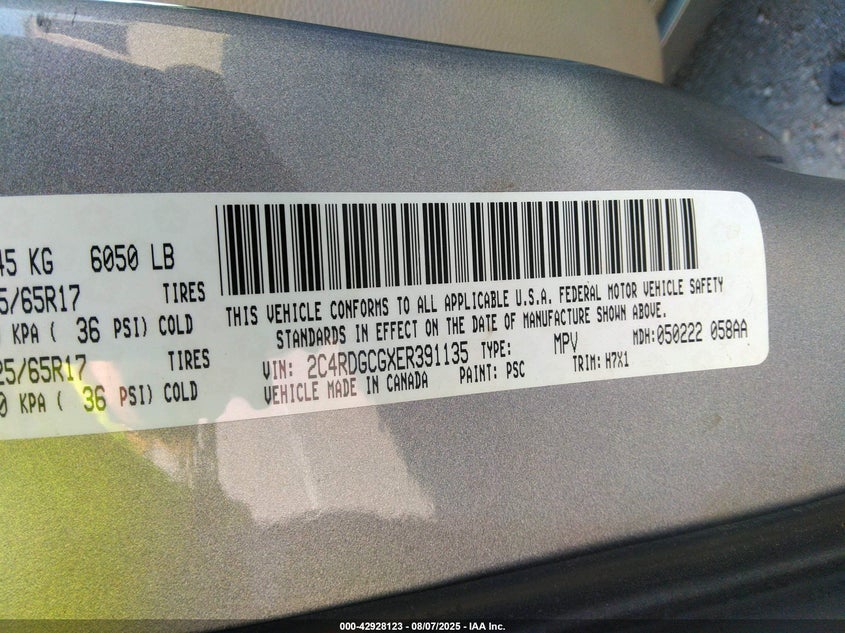 45 KG 6050 LB
5/65R17 TIRES
KPA ( 36 PSI) COLD
25/65R17 TIRES
0 KPA ( 36 PSI) COLD
THIS VEHICLE CONFORMS TO ALL APPLICABLE U.S.A. FEDERAL MOTOR VEHICLE SAFETY
STANDARDS IN EFFECT ON THE DATE OF MANUFACTURE SHOWN ABOVE.
VIN: 2C4RDGCGXER391135 TYPE: MPV MDH: 050222 058AA
VEHICLE MADE IN CANADA PAINT: PSC TRIM: H7X1
000-42928123 - 08/07/2025 - IAA Inc.